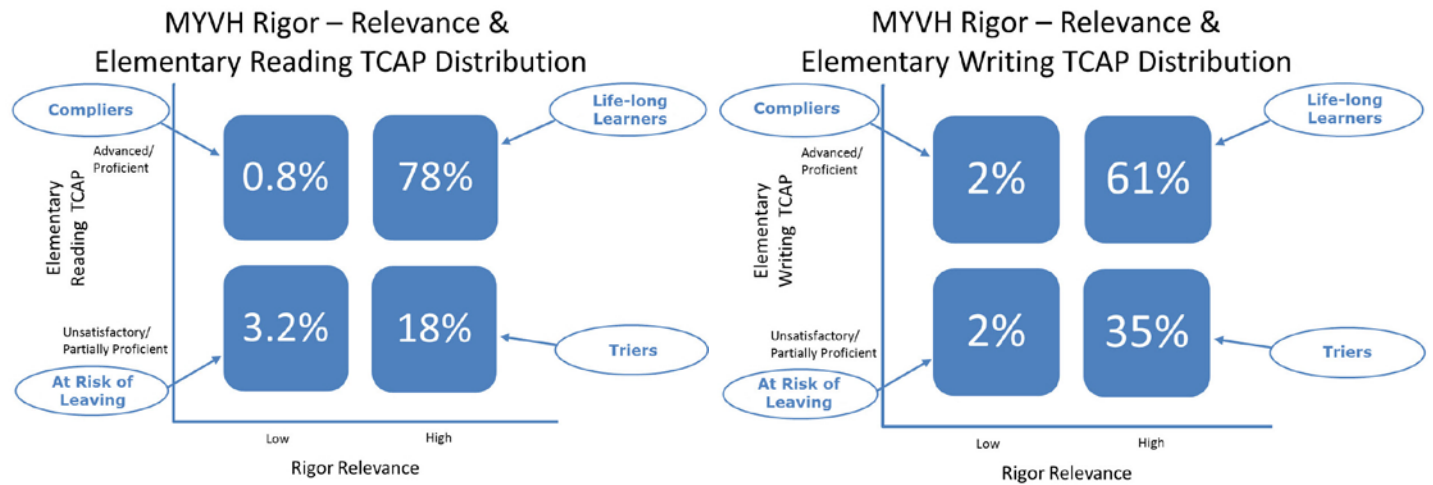 MYVH Rigor – Relevance &
Elementary Reading TCAP Distribution
Compliers
Life-long
Learners
Advanced/
Proficient
0.8%
78%
Elementary
Reading TCAP
Unsatisfactory/
Partially Proficient
3.2%
18%
Triers
At Risk of
Leaving
Low
High
Rigor Relevance
MYVH Rigor – Relevance &
Elementary Writing TCAP Distribution
Compliers
Life-long
Learners
Advanced/
Proficient
2%
61%
Elementary
Writing TCAP
Unsatisfactory/
Partially Proficient
2%
35%
Triers
At Risk of
Leaving
Low
High
Rigor Relevance